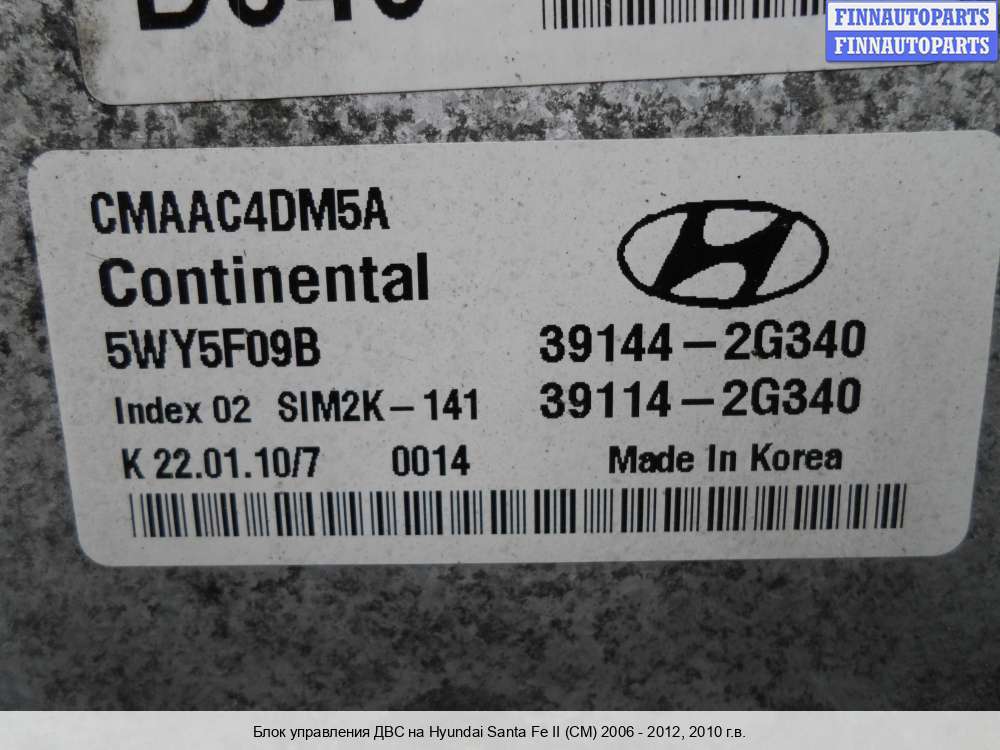 FINNAUTOPARTS
FINNAUTOPARTS
CMAAC4DM5A
Continental
5WY5F09B
39144-2G340
Index 02 SIM2K-141
39114-2G340
K 22.01.10/7 0014
Made In Korea
Блок управления ДВС на Hyundai Santa Fe II (CM) 2006 - 2012, 2010 г.в.